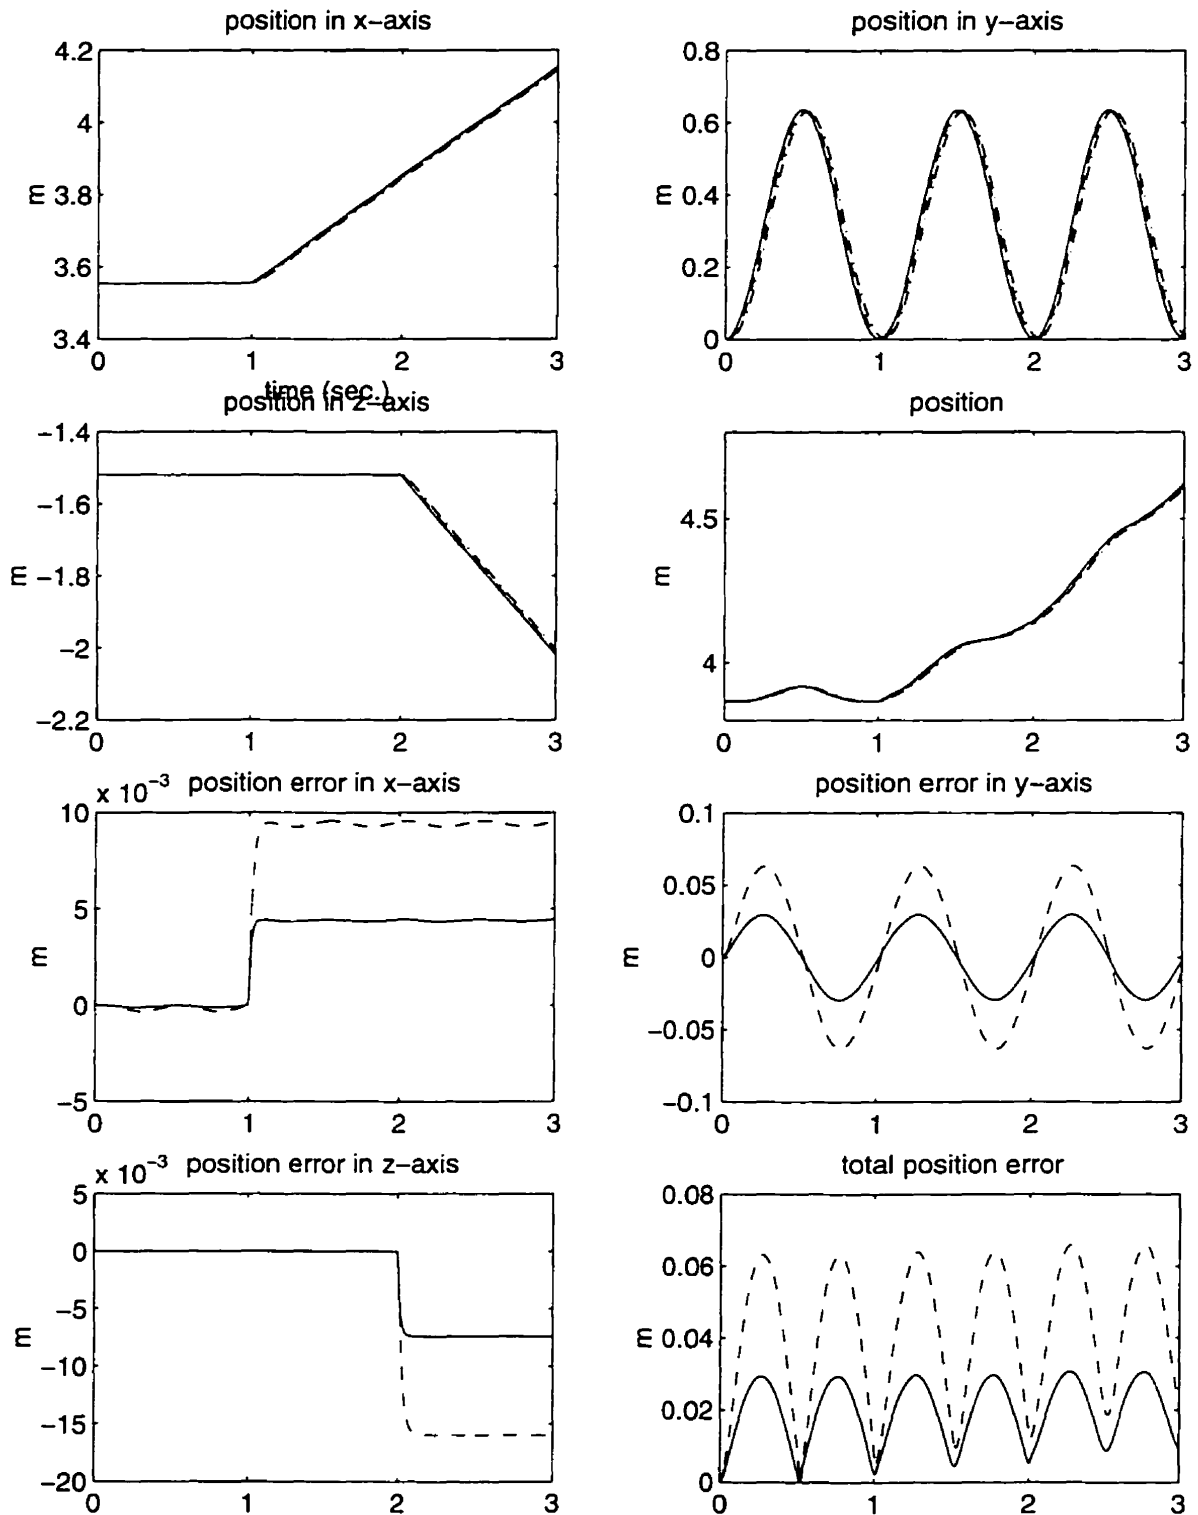 position in x-axis
4.2
4
3.8
3.6
3.4
m
0 1 2 3
time (sec.)
position in y-axis
0.8
0.6
0.4
0.2
0
m
0 1 2 3
position in z-axis
-1.4
-1.6
-1.8
-2
-2.2
m
0 1 2 3
position
4.5
4
m
0 1 2 3
x 10^-3 position error in x-axis
10
5
0
-5
m
0 1 2 3
position error in y-axis
0.1
0.05
0
-0.05
-0.1
m
0 1 2 3
x 10^-3 position error in z-axis
5
0
-5
-10
-15
-20
m
0 1 2 3
total position error
0.08
0.06
0.04
0.02
0
m
0 1 2 3